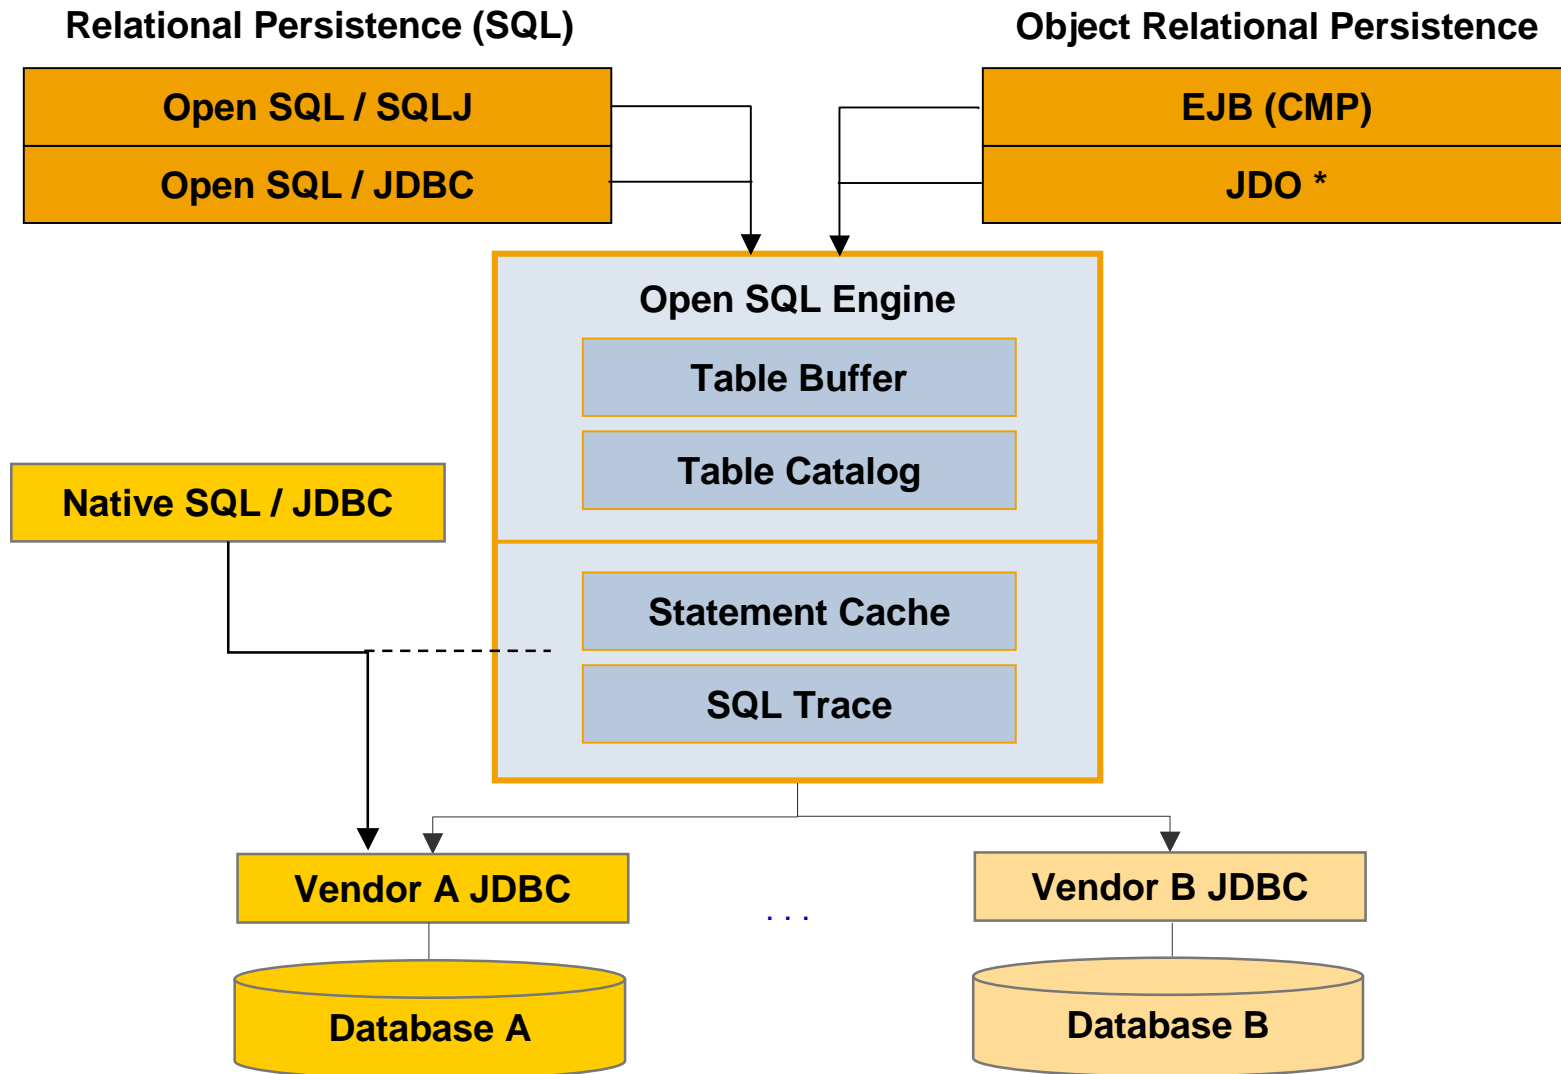 Relational Persistence (SQL)
Object Relational Persistence
Open SQL / SQLJ
EJB (CMP)
Open SQL / JDBC
JDO *
Open SQL Engine
Table Buffer
Table Catalog
Native SQL / JDBC
Statement Cache
SQL Trace
Vendor A JDBC
. . .
Vendor B JDBC
Database A
Database B